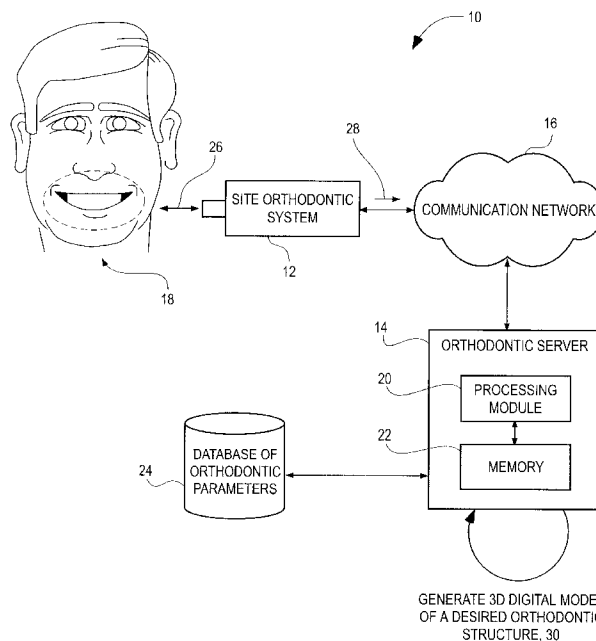 10
16
28
26
SITE ORTHODONTIC
SYSTEM
COMMUNICATION NETWORK
12
18
14
ORTHODONTIC SERVER
20
PROCESSING
MODULE
22
MEMORY
DATABASE OF
ORTHODONTIC
PARAMETERS
24
GENERATE 3D DIGITAL MODE
OF A DESIRED ORTHODONTIC
STRUCTURE, 30